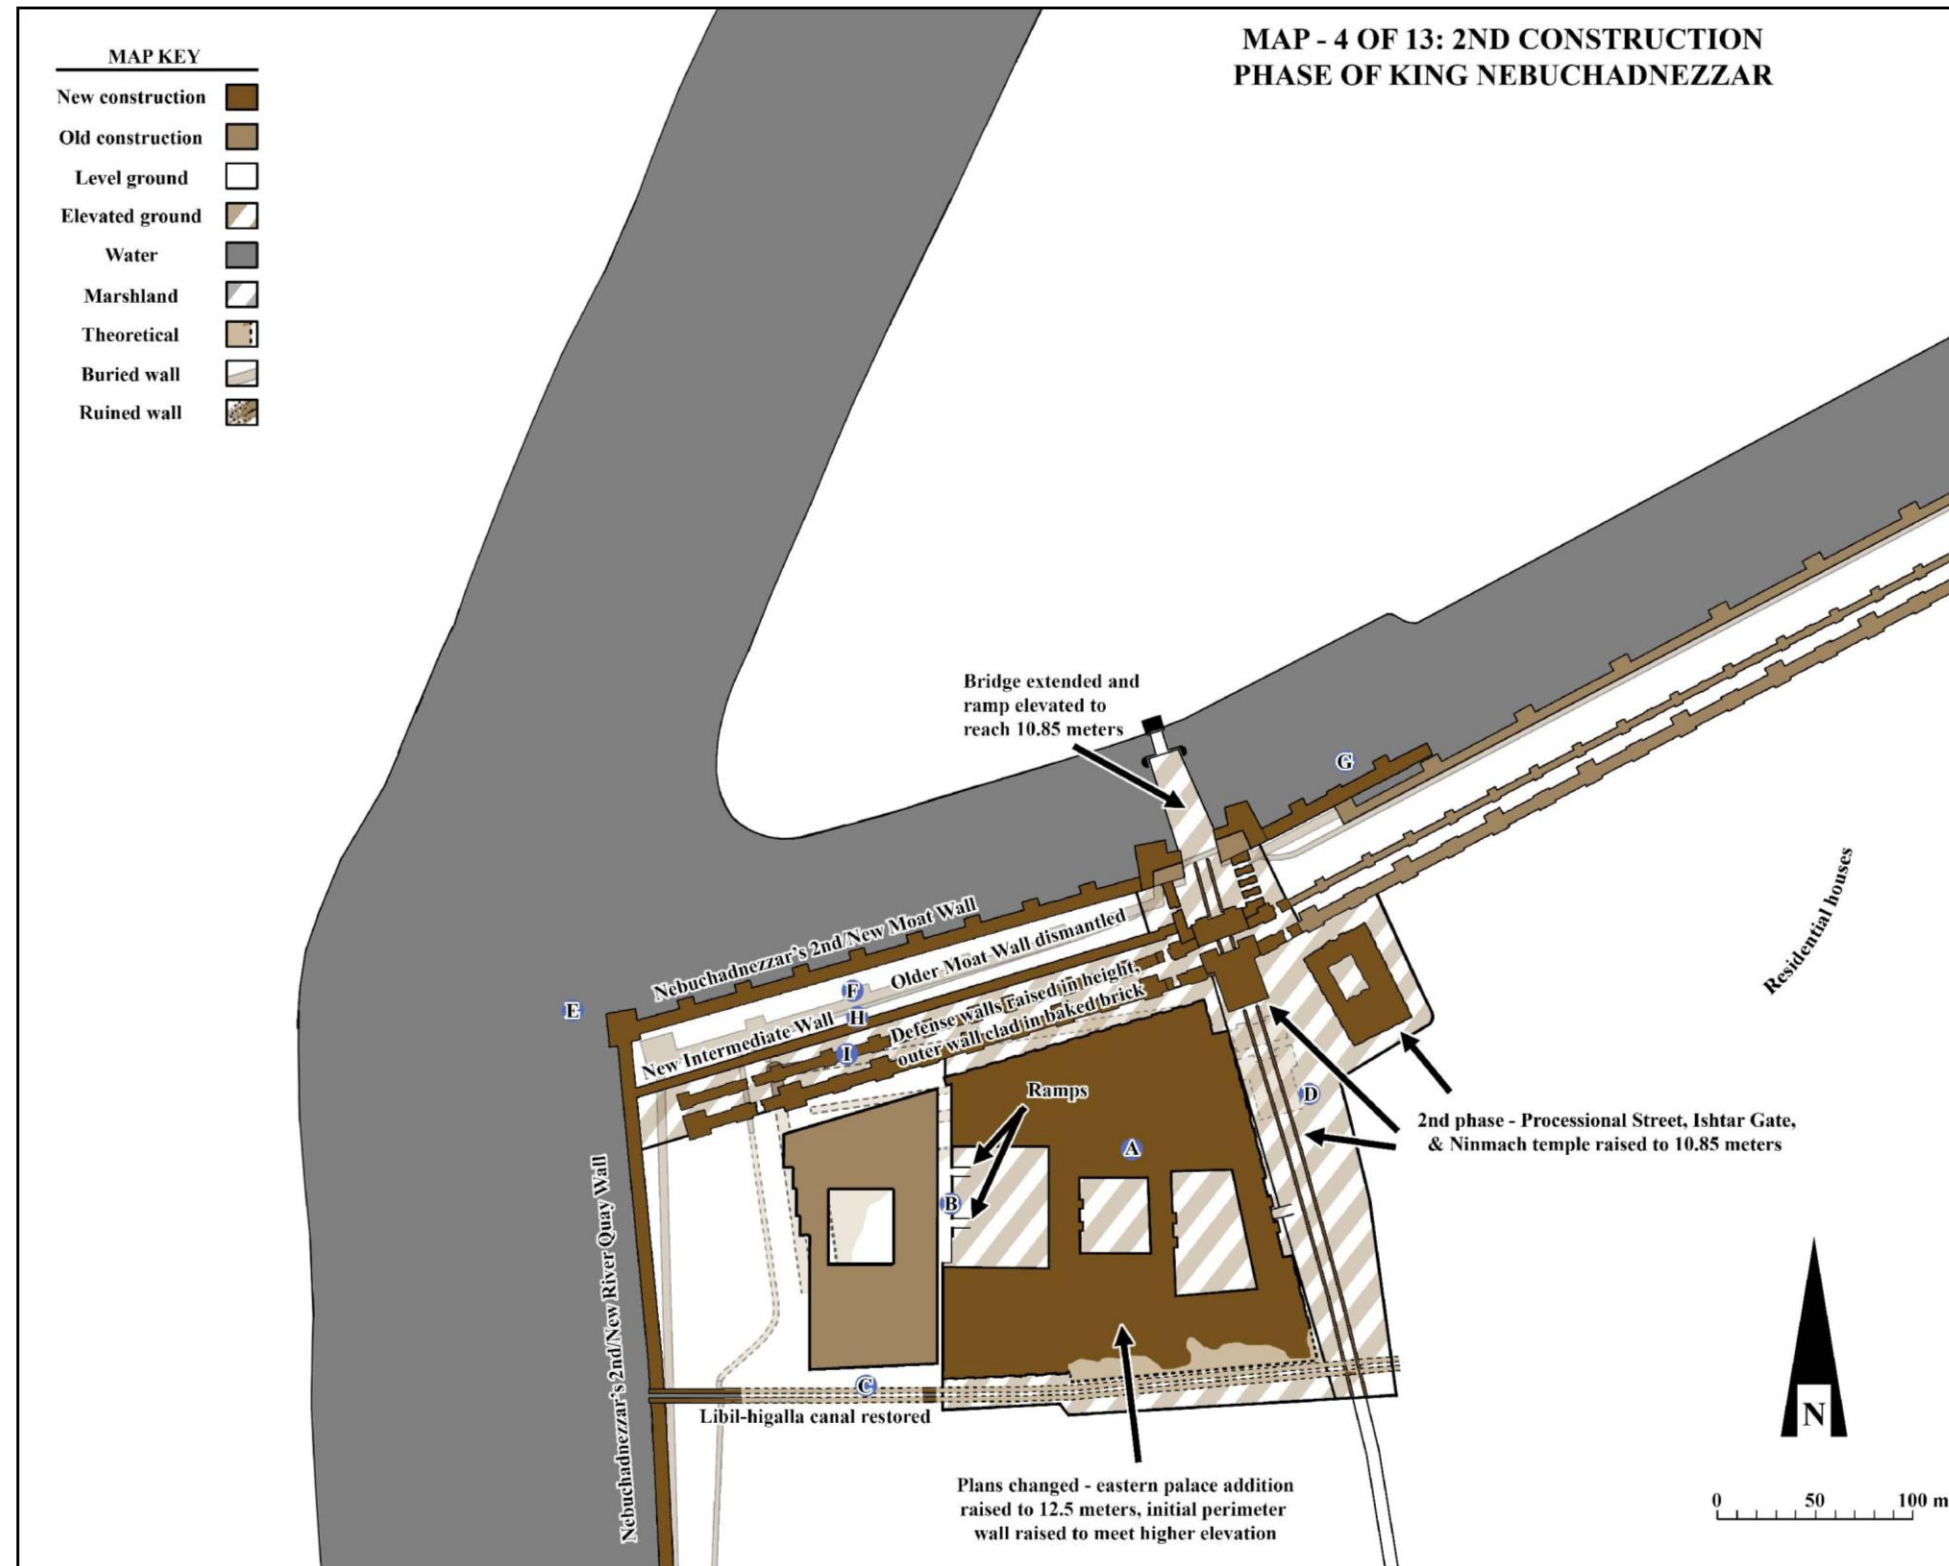 MAP - 4 OF 13: 2ND CONSTRUCTION
PHASE OF KING NEBUCHADNEZZAR
MAP KEY
New construction
Old construction
Level ground
Elevated ground
Water
Marshland
Theoretical
Buried wall
Ruined wall
Bridge extended and
ramp elevated to
reach 10.85 meters
G
Residential houses
Nebuchadnezzar's 2nd/New Moat Wall
Older Moat Wall dismantled
E
F
H
New Intermediate Wall
I
Defense walls raised in height,
outer wall clad in baked brick
Ramps
D
2nd phase - Processional Street, Ishtar Gate,
& Ninmach temple raised to 10.85 meters
A
B
Nebuchadnezzar's 2nd/New River Quay Wall
C
Libil-higalla canal restored
Plans changed - eastern palace addition
raised to 12.5 meters, initial perimeter
wall raised to meet higher elevation
N
0 50 100 m